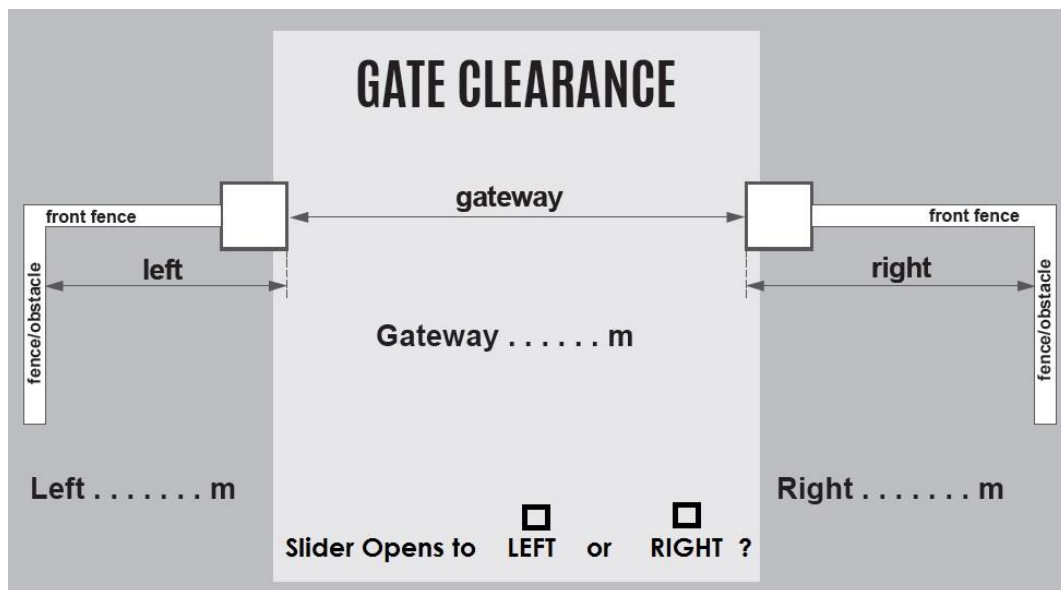 GATE CLEARANCE
gateway
front fence
front fence
left
right
fence/obstacle
fence/obstacle
Gateway . . . . . . m
Left . . . . . . . m
Right . . . . . . . m
Slider Opens to LEFT or RIGHT ?